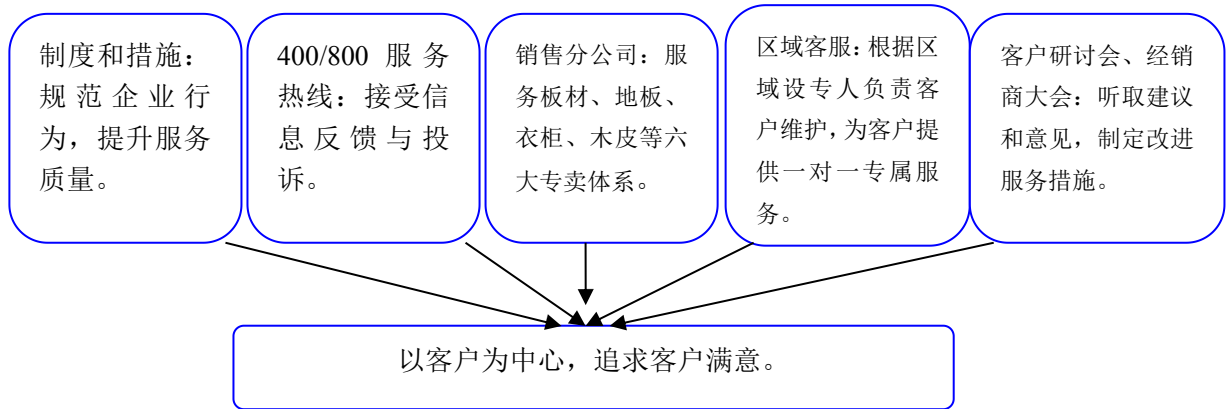 制度和措施：
规范企业行
为，提升服务
质量。
400/800 服务
热线：接受信
息反馈与投
诉。
销售分公司：服
务板材、地板、
衣柜、木皮等六
大专卖体系。
区域客服：根据区
域设专人负责客
户维护，为客户提
供一对一专属服
务。
客户研讨会、经销
商大会：听取建议
和意见，制定改进
服务措施。
以客户为中心，追求客户满意。